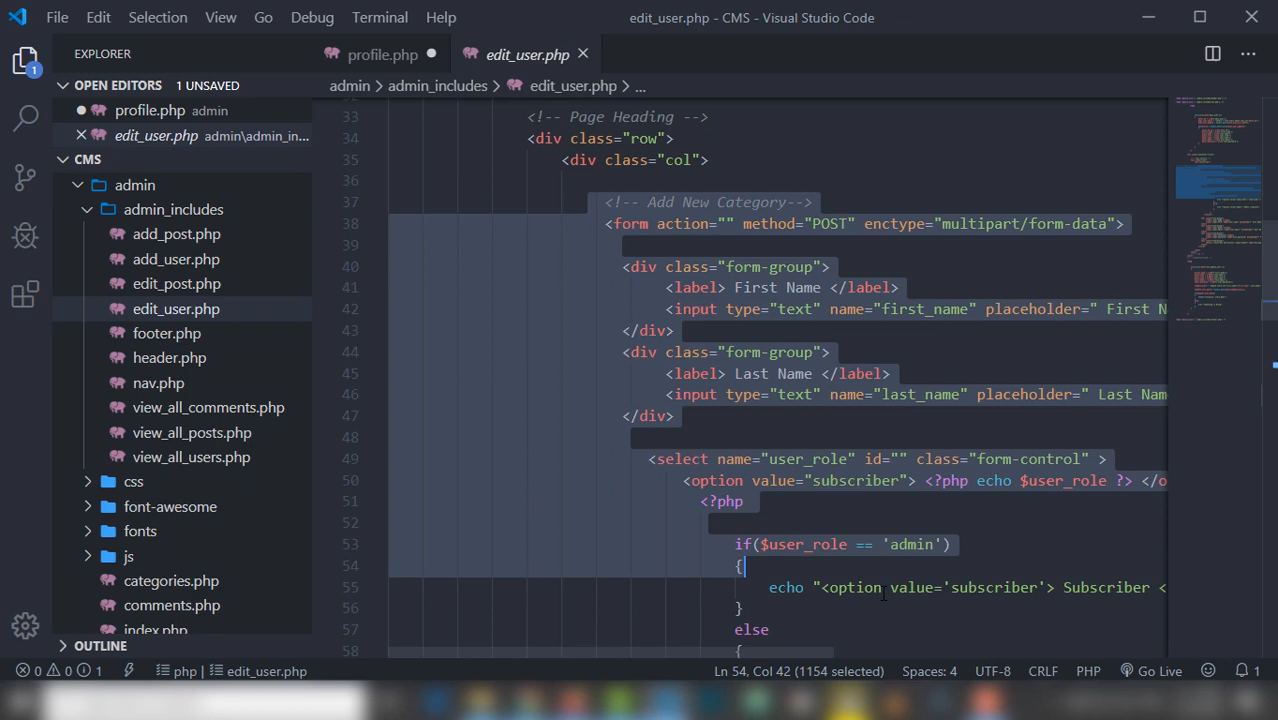 File Edit Selection View Go Debug Terminal Help edit_user.php - CMS - Visual Studio Code
EXPLORER
profile.php
edit_user.php
OPEN EDITORS 1 UNSAVED
profile.php admin
edit_user.php admin\admin_in...
CMS
admin
admin_includes
add_post.php
add_user.php
edit_post.php
edit_user.php
footer.php
header.php
nav.php
view_all_comments.php
view_all_posts.php
view_all_users.php
css
font-awesome
fonts
js
categories.php
comments.php
index.php
OUTLINE
admin > admin_includes > edit_user.php > ...
33 <!-- Page Heading -->
34 <div class="row">
35 <div class="col">
36
37 <!-- Add New Category-->
38 <form action="" method="POST" enctype="multipart/form-data">
39
40 <div class="form-group">
41 <label> First Name </label>
42 <input type="text" name="first_name" placeholder=" First N
43 </div>
44 <div class="form-group">
45 <label> Last Name </label>
46 <input type="text" name="last_name" placeholder=" Last Nam
47 </div>
48
49 <select name="user_role" id="" class="form-control" >
50 <option value="subscriber"> <?php echo $user_role ?> </o
51 <?php
52
53 if($user_role == 'admin')
54 {
55 echo "<option value='subscriber'> Subscriber <
56 }
57 else
58 {
1
0 0 1 php | edit_user.php Ln 54, Col 42 (1154 selected) Spaces: 4 UTF-8 CRLF PHP Go Live 1